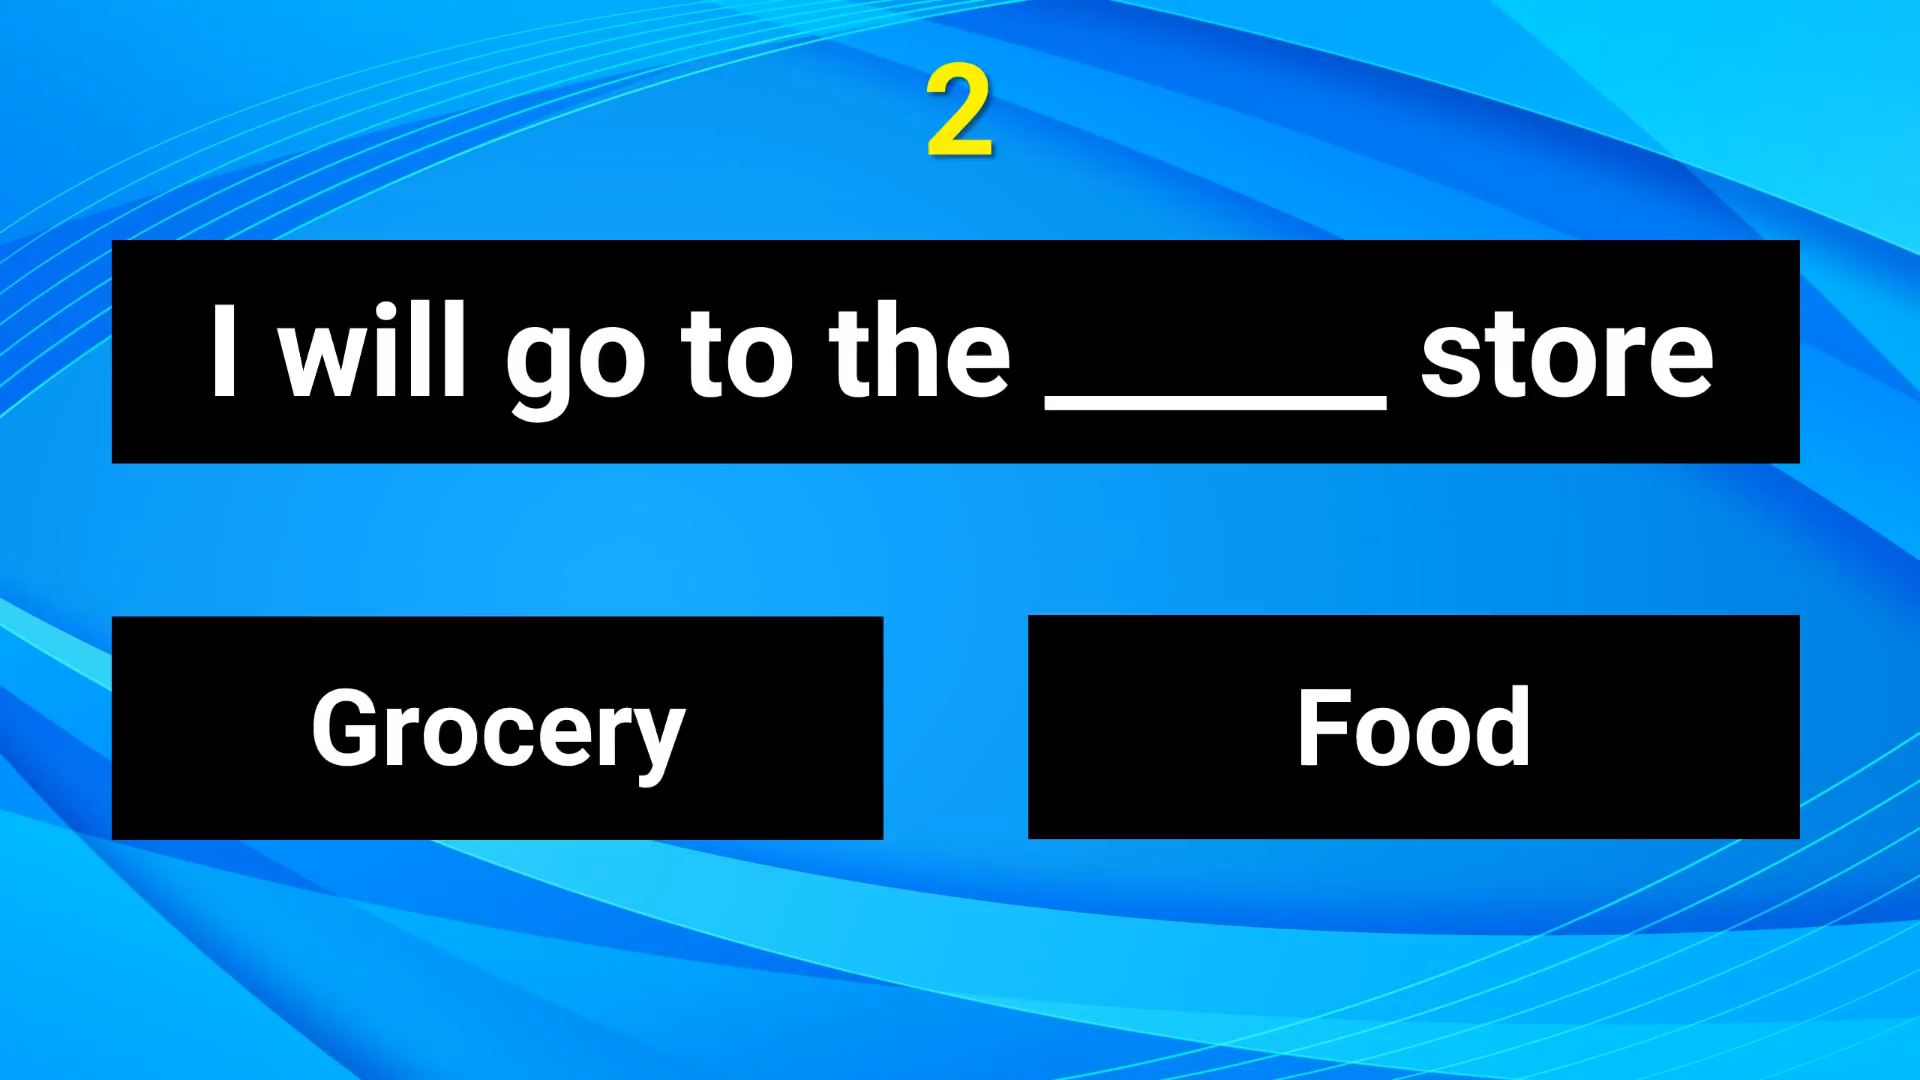 2
I will go to the ______ store
Grocery
Food